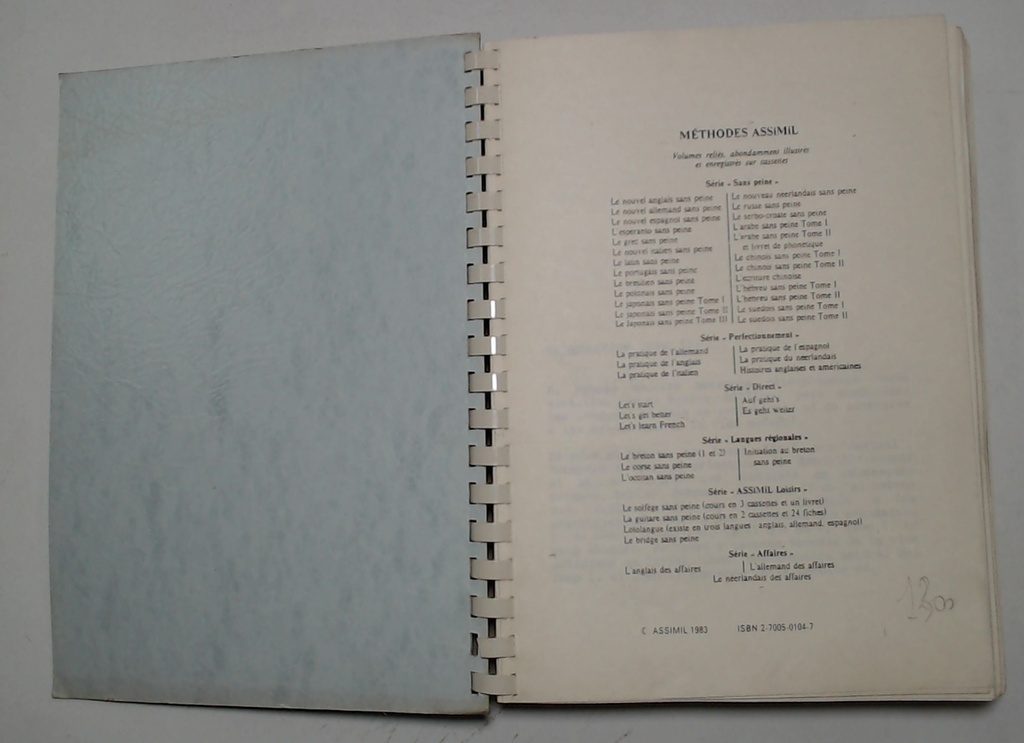 MÉTHODES ASSiMiL
Volumes reliés, abondamment illustrés
et enregistrés sur cassettes
Série « Sans peine »
Le nouvel anglais sans peine
Le nouvel allemand sans peine
Le nouvel espagnol sans peine
L'esperanto sans peine
Le grec sans peine
Le nouvel italien sans peine
Le latin sans peine
Le portugais sans peine
Le brésilien sans peine
Le polonais sans peine
Le japonais sans peine Tome I
Le japonais sans peine Tome II
Le Japonais sans peine Tome III
Le nouveau néerlandais sans peine
Le russe sans peine
Le serbo-croate sans peine
L'arabe sans peine Tome I
L'arabe sans peine Tome II
et livret de phonétique
Le chinois sans peine Tome I
Le chinois sans peine Tome II
L'écriture chinoise
L'hébreu sans peine Tome I
L'hébreu sans peine Tome II
Le suédois sans peine Tome I
Le suédois sans peine Tome II
Série « Perfectionnement »
La pratique de l'allemand
La pratique de l'anglais
La pratique de l'italien
La pratique de l'espagnol
La pratique du néerlandais
Histoires anglaises et américaines
Série « Direct »
Let's start
Let's get better
Let's learn French
Auf geht's
Es geht weiter
Série « Langues régionales »
Le breton sans peine (1 et 2)
Le corse sans peine
L'occitan sans peine
Initiation au breton
sans peine
Série « ASSiMiL Loisirs »
Le solfège sans peine (cours en 3 cassettes et un livret)
La guitare sans peine (cours en 2 cassettes et 24 fiches)
Lotolangue (existe en trois langues : anglais, allemand, espagnol)
Le bridge sans peine
Série « Affaires »
L'anglais des affaires
L'allemand des affaires
Le néerlandais des affaires
© ASSIMIL 1983 ISBN 2-7005-0104-7